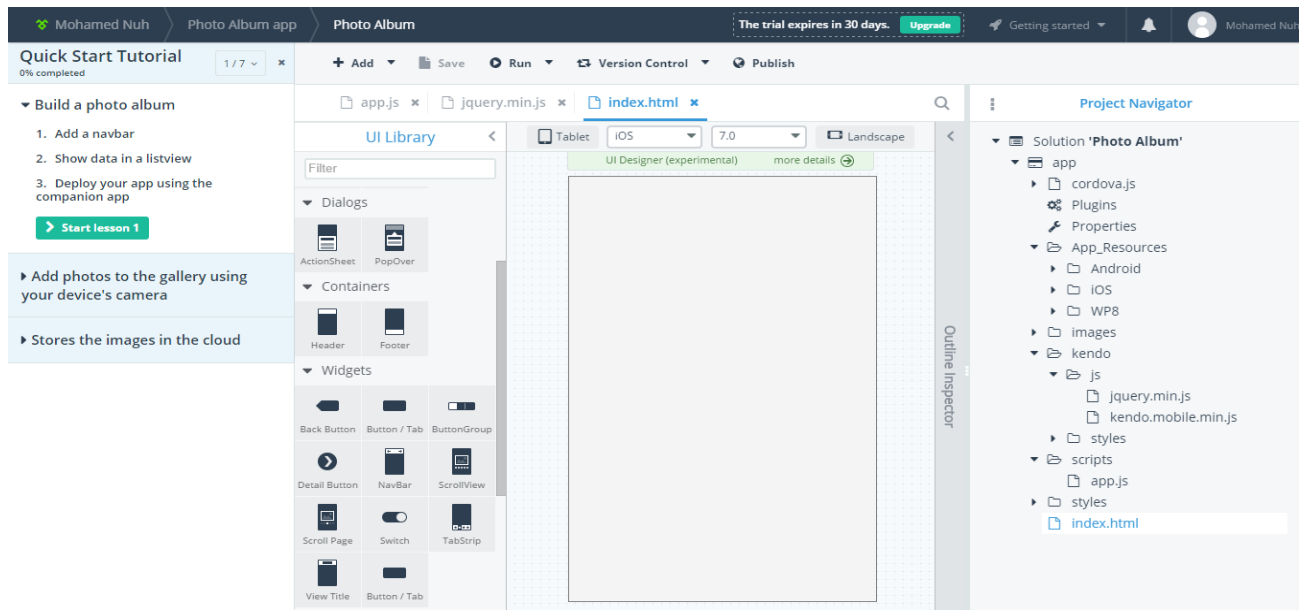 Mohamed Nuh
Photo Album app
Photo Album
The trial expires in 30 days.
Upgrade
Getting started
Mohamed Nuh
Quick Start Tutorial
0% completed
1 / 7
Build a photo album
1. Add a navbar
2. Show data in a listview
3. Deploy your app using the
companion app
Start lesson 1
Add photos to the gallery using
your device's camera
Stores the images in the cloud
Add
Save
Run
Version Control
Publish
app.js
jquery.min.js
index.html
UI Library
Filter
Dialogs
ActionSheet
PopOver
Containers
Header
Footer
Widgets
Back Button
Button / Tab
ButtonGroup
Detail Button
NavBar
ScrollView
Scroll Page
Switch
TabStrip
View Title
Button / Tab
Tablet
iOS
7.0
Landscape
UI Designer (experimental)
more details
Outline Inspector
Project Navigator
Solution 'Photo Album'
app
cordova.js
Plugins
Properties
App_Resources
Android
iOS
WP8
images
kendo
js
jquery.min.js
kendo.mobile.min.js
styles
scripts
app.js
styles
index.html